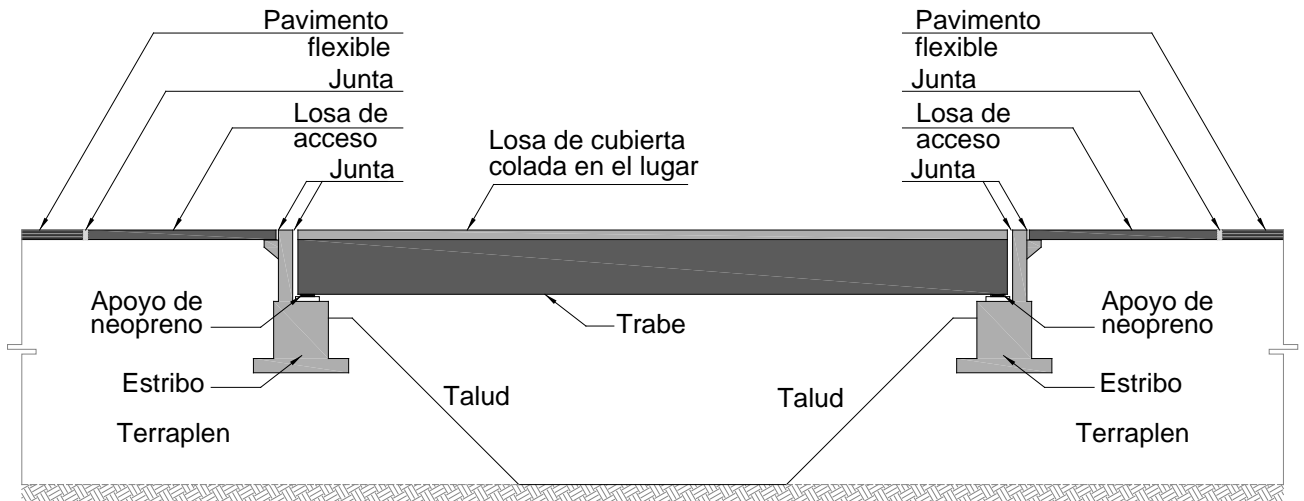 Pavimento
flexible
Junta
Losa de
acceso
Junta
Losa de cubierta
colada en el lugar
Pavimento
flexible
Junta
Losa de
acceso
Junta
Apoyo de
neopreno
Trabe
Apoyo de
neopreno
Estribo
Talud
Talud
Estribo
Terraplen
Terraplen